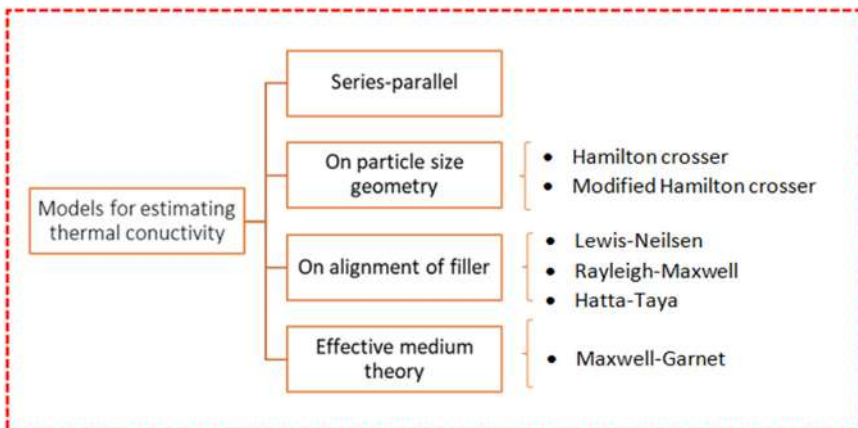 Series-parallel
On particle size
geometry
• Hamilton crosser
• Modified Hamilton crosser
Models for estimating
thermal conuctivity
On alignment of filler
• Lewis-Neilsen
• Rayleigh-Maxwell
• Hatta-Taya
Effective medium
theory
• Maxwell-Garnet